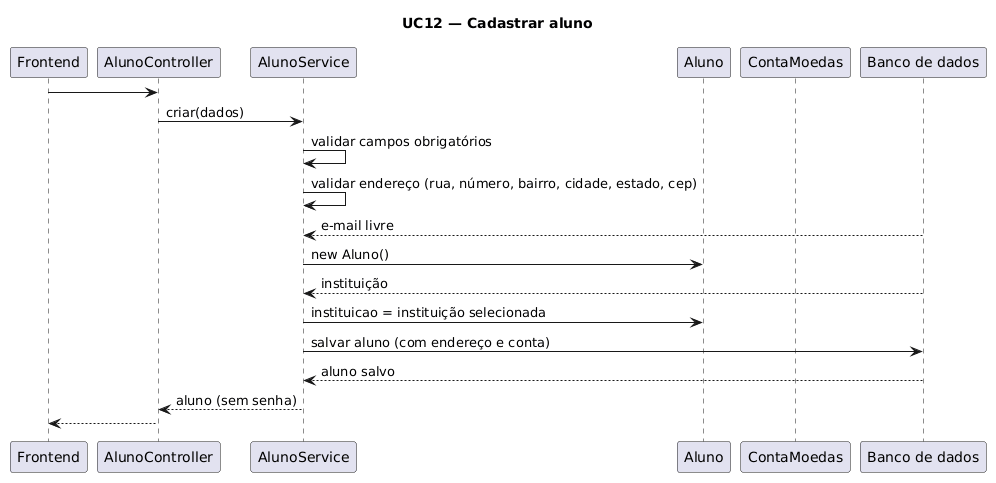 UC12 — Cadastrar aluno
Frontend AlunoController AlunoService Aluno ContaMoedas Banco de dados
criar(dados)
validar campos obrigatórios
validar endereço (rua, número, bairro, cidade, estado, cep)
e-mail livre
new Aluno()
instituição
instituicao = instituição selecionada
salvar aluno (com endereço e conta)
aluno salvo
aluno (sem senha)
Frontend AlunoController AlunoService Aluno ContaMoedas Banco de dados